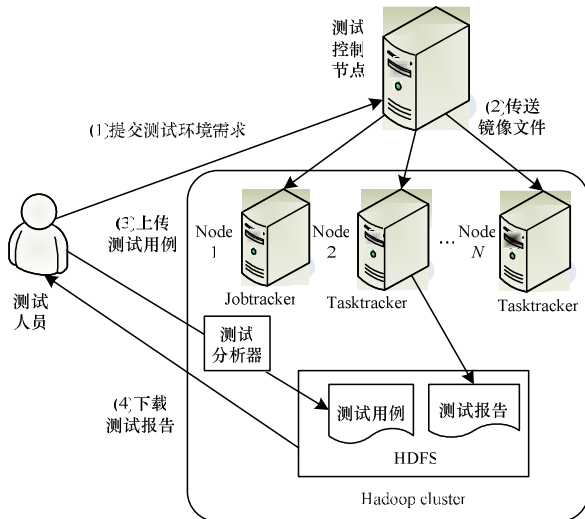 测试
控制
节点
(2)传送
镜像文件
(1)提交测试环境需求
(3)上传
测试用例
Node
1
Node
2
...
Node
N
Jobtracker
Tasktracker
Tasktracker
测试
人员
测试
分析器
(4)下载
测试报告
测试用例
测试报告
HDFS
Hadoop cluster